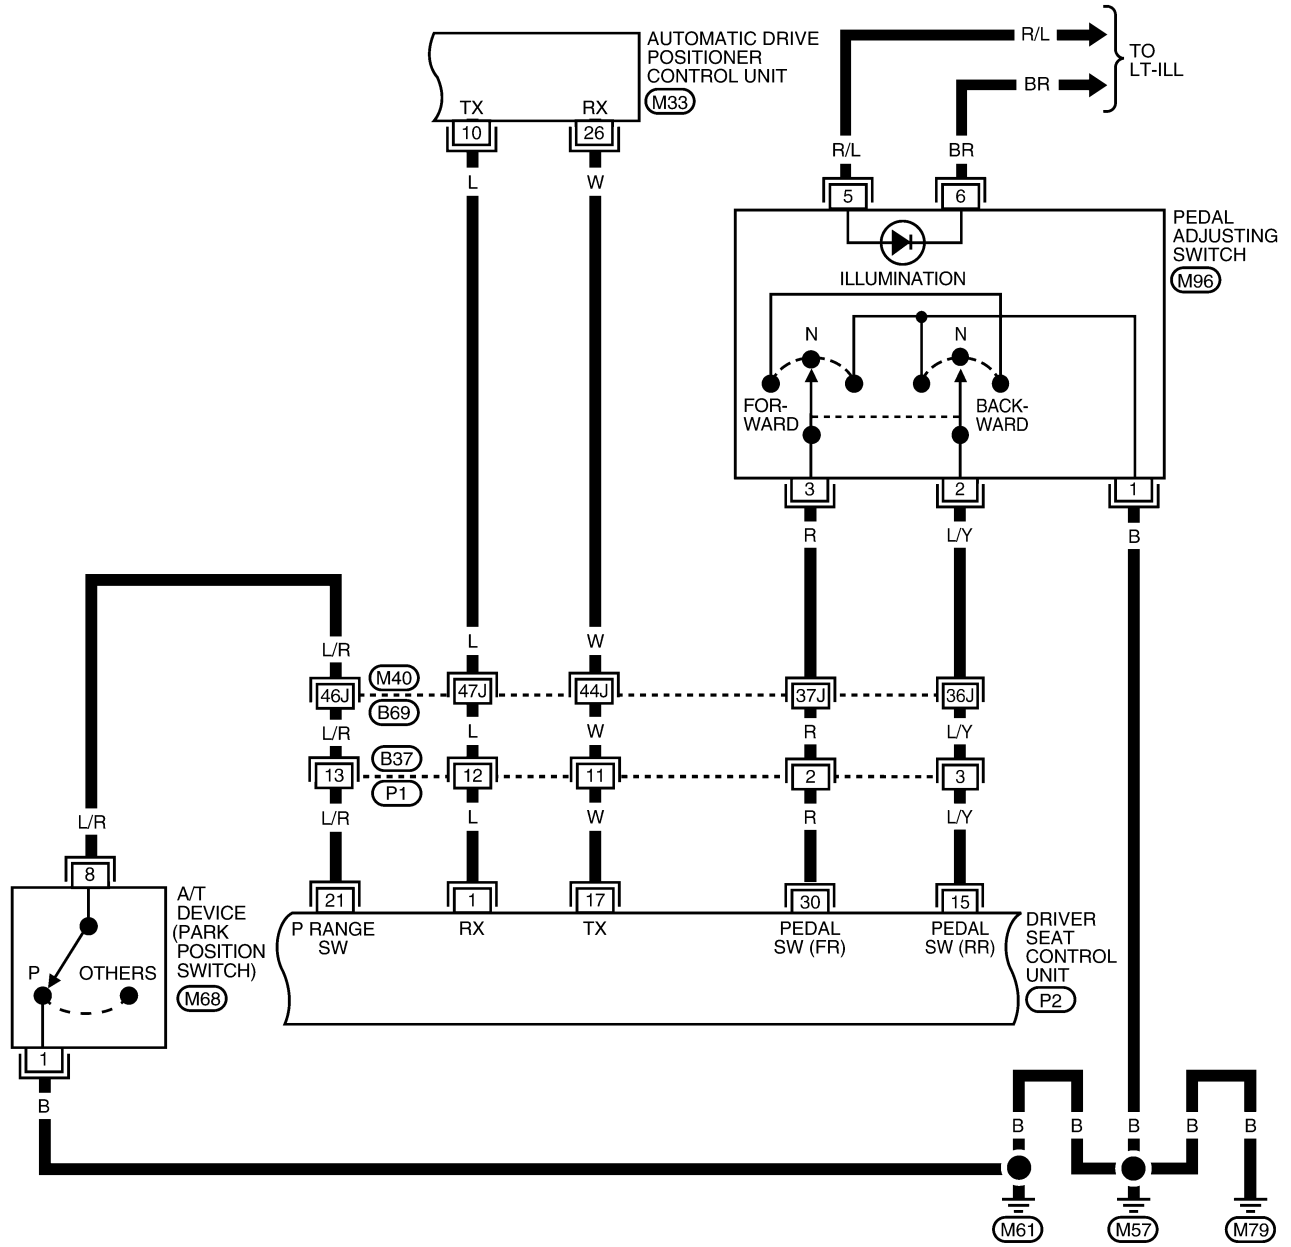 AUTOMATIC DRIVE
POSITIONER
CONTROL UNIT
M33
TX
RX
10
26
L
W
R/L
BR
TO
LT-ILL
R/L
BR
5
6
PEDAL
ADJUSTING
SWITCH
M96
ILLUMINATION
N
N
FOR-
WARD
BACK-
WARD
3
2
1
R
L/Y
B
L/R
L
W
M40
46J
47J
44J
37J
36J
B69
L/R
L
W
R
L/Y
B37
13
12
11
2
3
P1
L/R
L
W
R
L/Y
L/R
8
A/T
DEVICE
(PARK
POSITION
SWITCH)
M68
P
OTHERS
1
B
21
1
17
30
15
P RANGE
SW
RX
TX
PEDAL
SW (FR)
PEDAL
SW (RR)
DRIVER
SEAT
CONTROL
UNIT
P2
B
B
B
B
B
M61
M57
M79